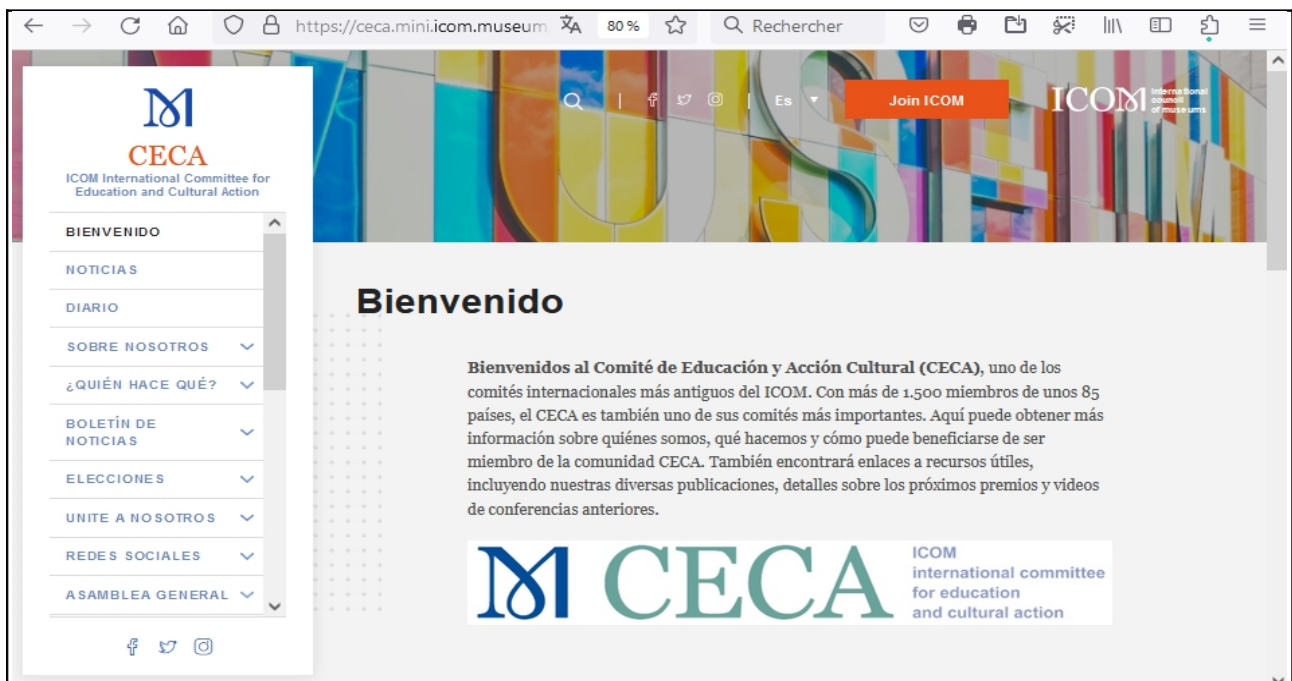 https://ceca.mini.icom.museum
80 %
Rechercher
Es
Join ICOM
ICOM
international
council
of museums
CECA
ICOM International Committee for
Education and Cultural Action
BIENVENIDO
NOTICIAS
DIARIO
SOBRE NOSOTROS
¿QUIÉN HACE QUÉ?
BOLETÍN DE
NOTICIAS
ELECCIONES
UNITE A NOSOTROS
REDES SOCIALES
ASAMBLEA GENERAL
Bienvenido
Bienvenidos al Comité de Educación y Acción Cultural (CECA), uno de los
comités internacionales más antiguos del ICOM. Con más de 1.500 miembros de unos 85
países, el CECA es también uno de sus comités más importantes. Aquí puede obtener más
información sobre quiénes somos, qué hacemos y cómo puede beneficiarse de ser
miembro de la comunidad CECA. También encontrará enlaces a recursos útiles,
incluyendo nuestras diversas publicaciones, detalles sobre los próximos premios y videos
de conferencias anteriores.
CECA
ICOM
international committee
for education
and cultural action